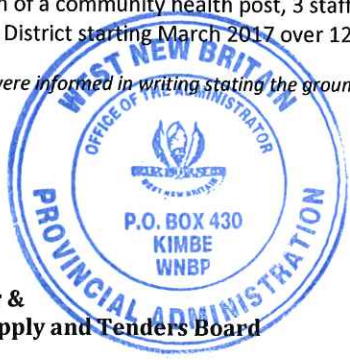 n of a community health post, 3 staff
District starting March 2017 over 12
were informed in writing stating the groun
WEST NEW BRITAIN
OFFICE OF THE ADMINISTRATOR
WEST NEW BRITAIN
P.O. BOX 430
KIMBE
WNBP
PROVINCIAL ADMINISTRATION
&
pply and Tenders Board